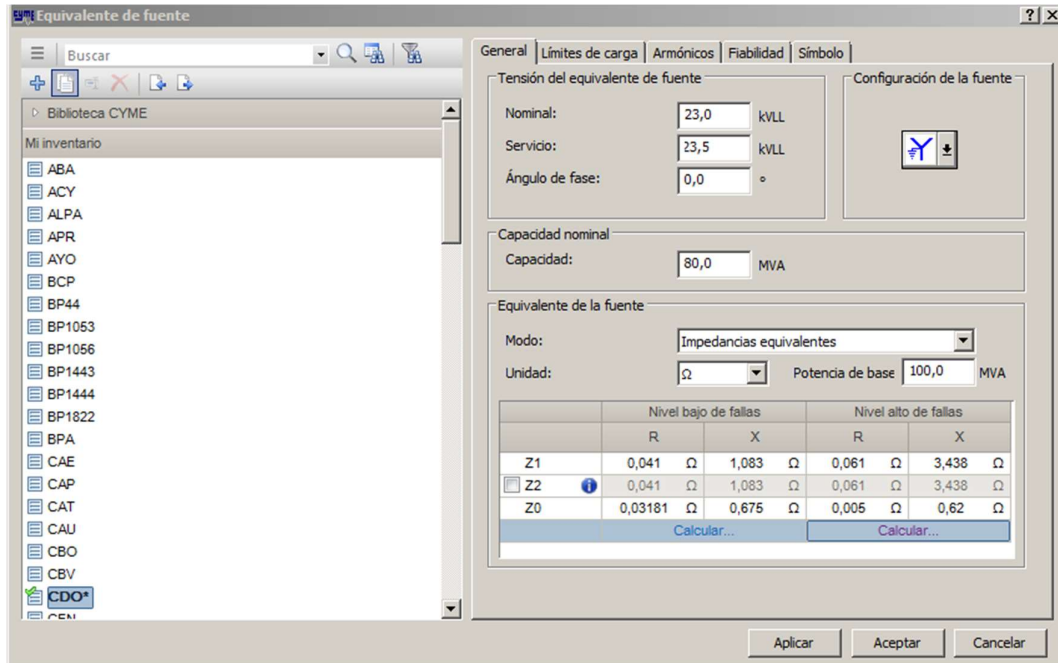 CYME Equivalente de fuente
Buscar
Biblioteca CYME
Mi inventario
ABA
ACY
ALPA
APR
AYO
BCP
BP44
BP1053
BP1056
BP1443
BP1444
BP1822
BPA
CAE
CAP
CAT
CAU
CBO
CBV
CDO*
CEN
General Límites de carga Armónicos Fiabilidad Símbolo
Tensión del equivalente de fuente
Nominal: 23,0 kVLL
Servicio: 23,5 kVLL
Ángulo de fase: 0,0 °
Configuración de la fuente
Capacidad nominal
Capacidad: 80,0 MVA
Equivalente de la fuente
Modo: Impedancias equivalentes
Unidad: Ω Potencia de base 100,0 MVA
Nivel bajo de fallas Nivel alto de fallas
R X R X
Z1 0,041 Ω 1,083 Ω 0,061 Ω 3,438 Ω
Z2 0,041 Ω 1,083 Ω 0,061 Ω 3,438 Ω
Z0 0,03181 Ω 0,675 Ω 0,005 Ω 0,62 Ω
Calcular... Calcular...
Aplicar Aceptar Cancelar